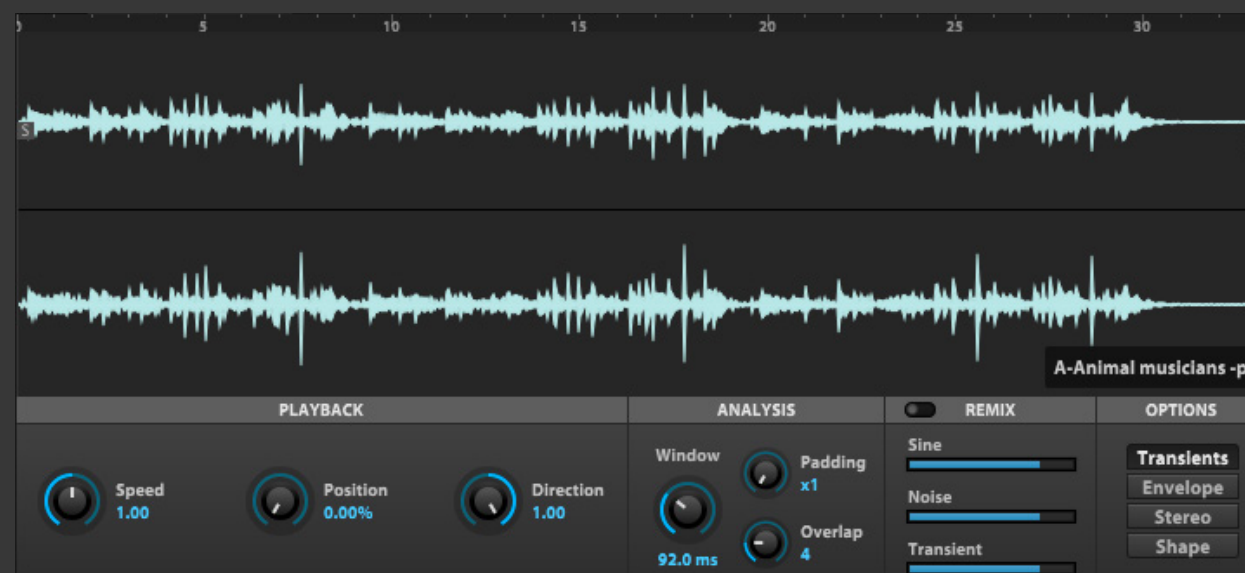 0 5 10 15 20 25 30
S
A-Animal musicians -p
PLAYBACK ANALYSIS REMIX OPTIONS
Speed
1.00
Position
0.00%
Direction
1.00
Window
92.0 ms
Padding
x1
Overlap
4
Sine
Noise
Transient
Transients
Envelope
Stereo
Shape